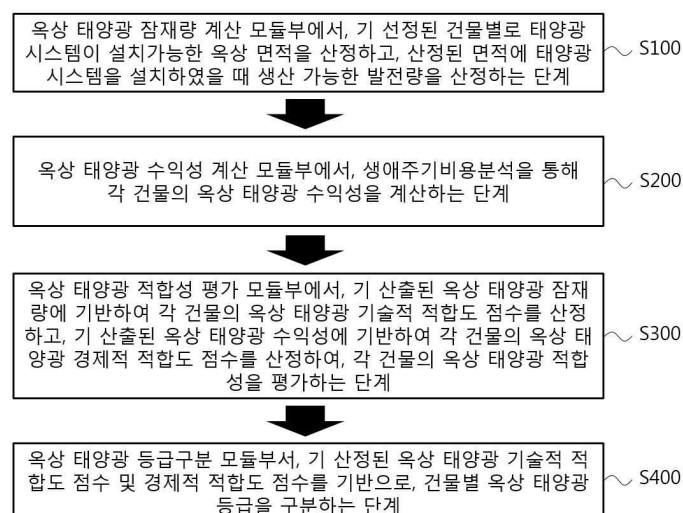 옥상 태양광 잠재량 계산 모듈부에서, 기 선정된 건물별로 태양광
시스템이 설치가능한 옥상 면적을 산정하고, 산정된 면적에 태양광
시스템을 설치하였을 때 생산 가능한 발전량을 산정하는 단계
S100
옥상 태양광 수익성 계산 모듈부에서, 생애주기비용분석을 통해
각 건물의 옥상 태양광 수익성을 계산하는 단계
S200
옥상 태양광 적합성 평가 모듈부에서, 기 산출된 옥상 태양광 잠재
량에 기반하여 각 건물의 옥상 태양광 기술적 적합도 점수를 산정
하고, 기 산출된 옥상 태양광 수익성에 기반하여 각 건물의 옥상 태
양광 경제적 적합도 점수를 산정하여, 각 건물의 옥상 태양광 적합
성을 평가하는 단계
S300
옥상 태양광 등급구분 모듈부서, 기 산정된 옥상 태양광 기술적 적
합도 점수 및 경제적 적합도 점수를 기반으로, 건물별 옥상 태양광
등급을 구분하는 단계
S400